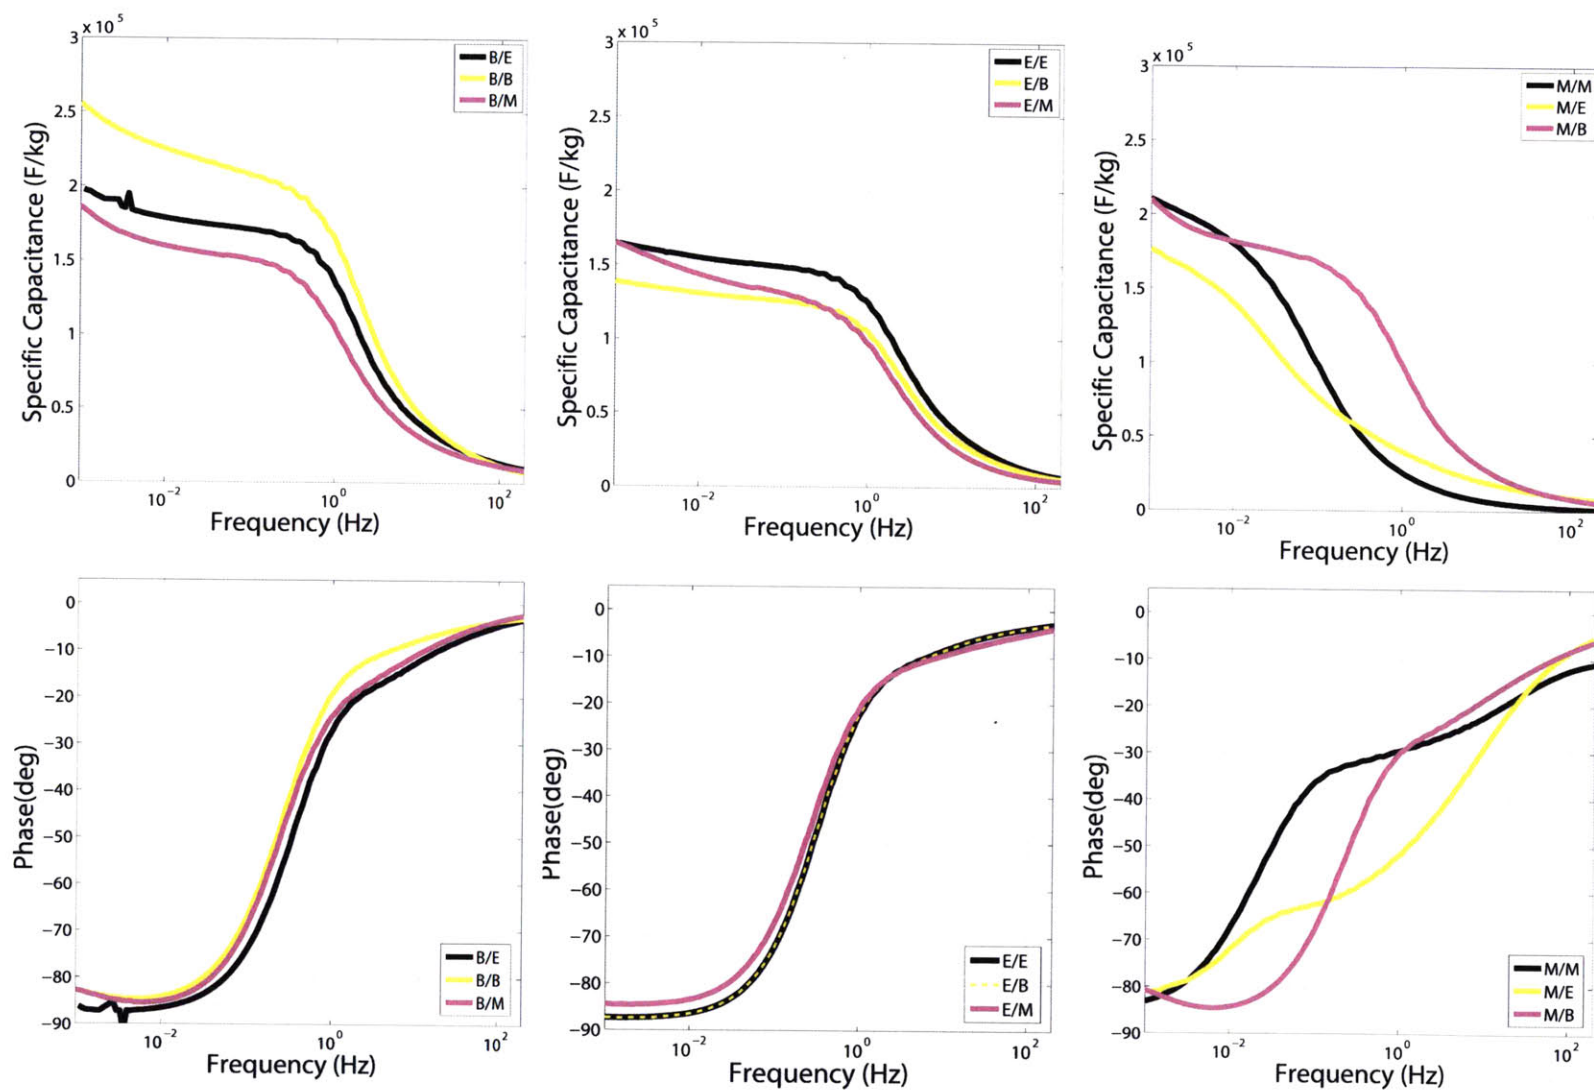 x 10^5
3
2.5
2
1.5
1
0.5
0
Specific Capacitance (F/kg)
B/E
B/B
B/M
10^-2
10^0
10^2
Frequency (Hz)
x 10^5
3
2.5
2
1.5
1
0.5
0
Specific Capacitance (F/kg)
E/E
E/B
E/M
10^-2
10^0
10^2
Frequency (Hz)
x 10^5
3
2.5
2
1.5
1
0.5
0
Specific Capacitance (F/kg)
M/M
M/E
M/B
10^-2
10^0
10^2
Frequency (Hz)
0
−10
−20
−30
−40
−50
−60
−70
−80
−90
Phase(deg)
B/E
B/B
B/M
10^-2
10^0
10^2
Frequency (Hz)
0
−10
−20
−30
−40
−50
−60
−70
−80
−90
Phase(deg)
E/E
E/B
E/M
10^-2
10^0
10^2
Frequency (Hz)
0
−10
−20
−30
−40
−50
−60
−70
−80
−90
Phase(deg)
M/M
M/E
M/B
10^-2
10^0
10^2
Frequency (Hz)